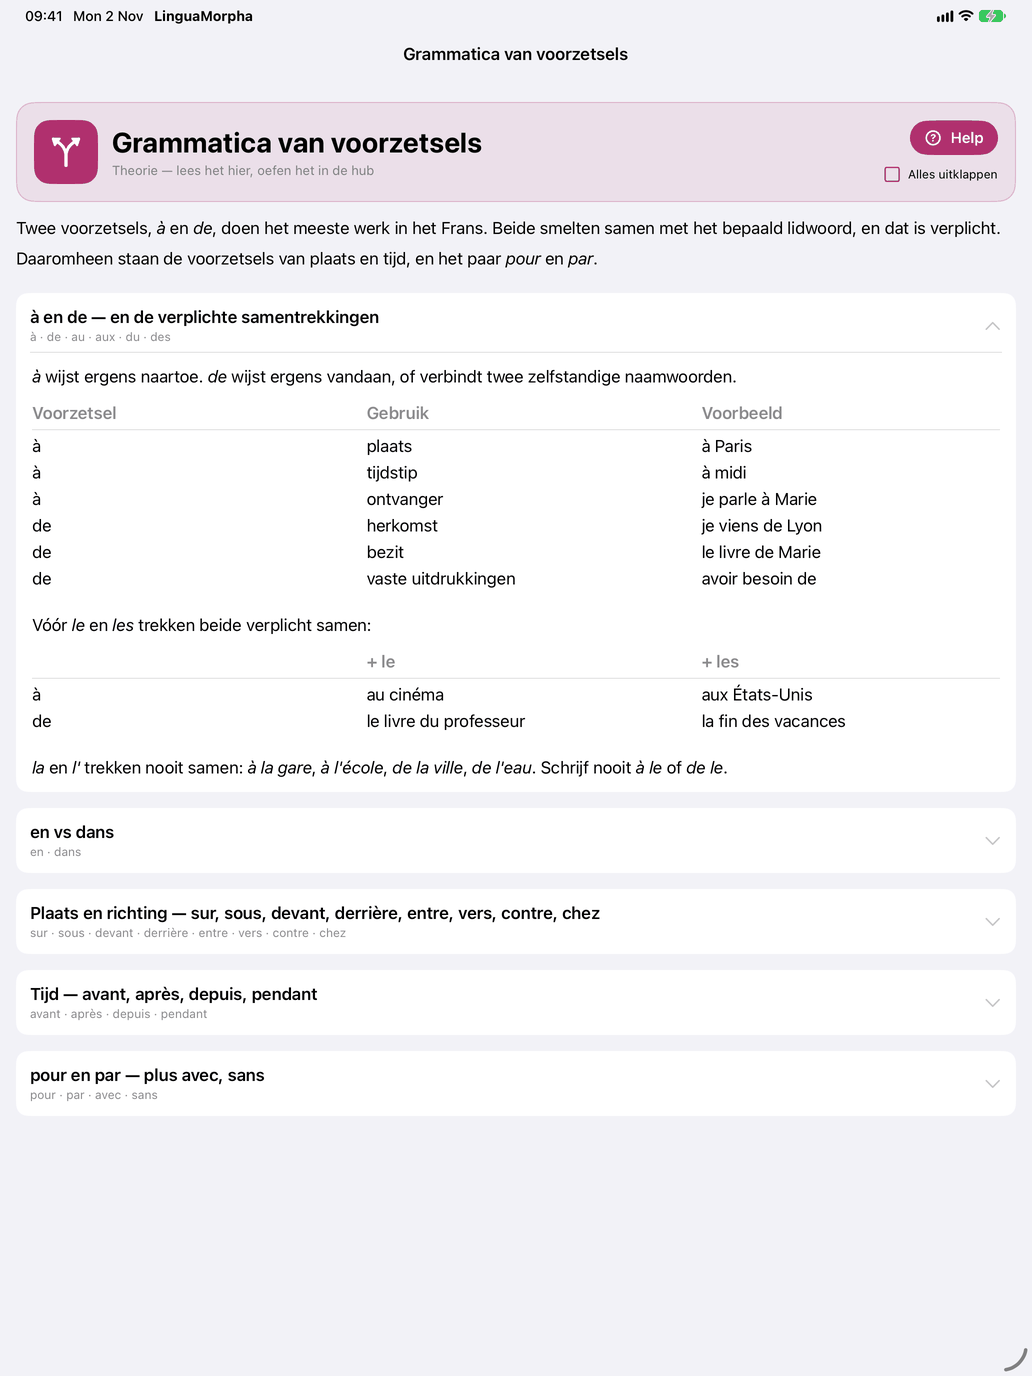 09:41 Mon 2 Nov LinguaMorpha
Grammatica van voorzetsels
Grammatica van voorzetsels
Theorie — lees het hier, oefen het in de hub
Help
Alles uitklappen
Twee voorzetsels, à en de, doen het meeste werk in het Frans. Beide smelten samen met het bepaald lidwoord, en dat is verplicht.
Daaromheen staan de voorzetsels van plaats en tijd, en het paar pour en par.
à en de — en de verplichte samentrekkingen
à · de · au · aux · du · des
à wijst ergens naartoe. de wijst ergens vandaan, of verbindt twee zelfstandige naamwoorden.
Voorzetsel Gebruik Voorbeeld
à plaats à Paris
à tijdstip à midi
à ontvanger je parle à Marie
de herkomst je viens de Lyon
de bezit le livre de Marie
de vaste uitdrukkingen avoir besoin de
Vóór le en les trekken beide verplicht samen:
+ le + les
à au cinéma aux États-Unis
de le livre du professeur la fin des vacances
la en l' trekken nooit samen: à la gare, à l'école, de la ville, de l'eau. Schrijf nooit à le of de le.
en vs dans
en · dans
Plaats en richting — sur, sous, devant, derrière, entre, vers, contre, chez
sur · sous · devant · derrière · entre · vers · contre · chez
Tijd — avant, après, depuis, pendant
avant · après · depuis · pendant
pour en par — plus avec, sans
pour · par · avec · sans